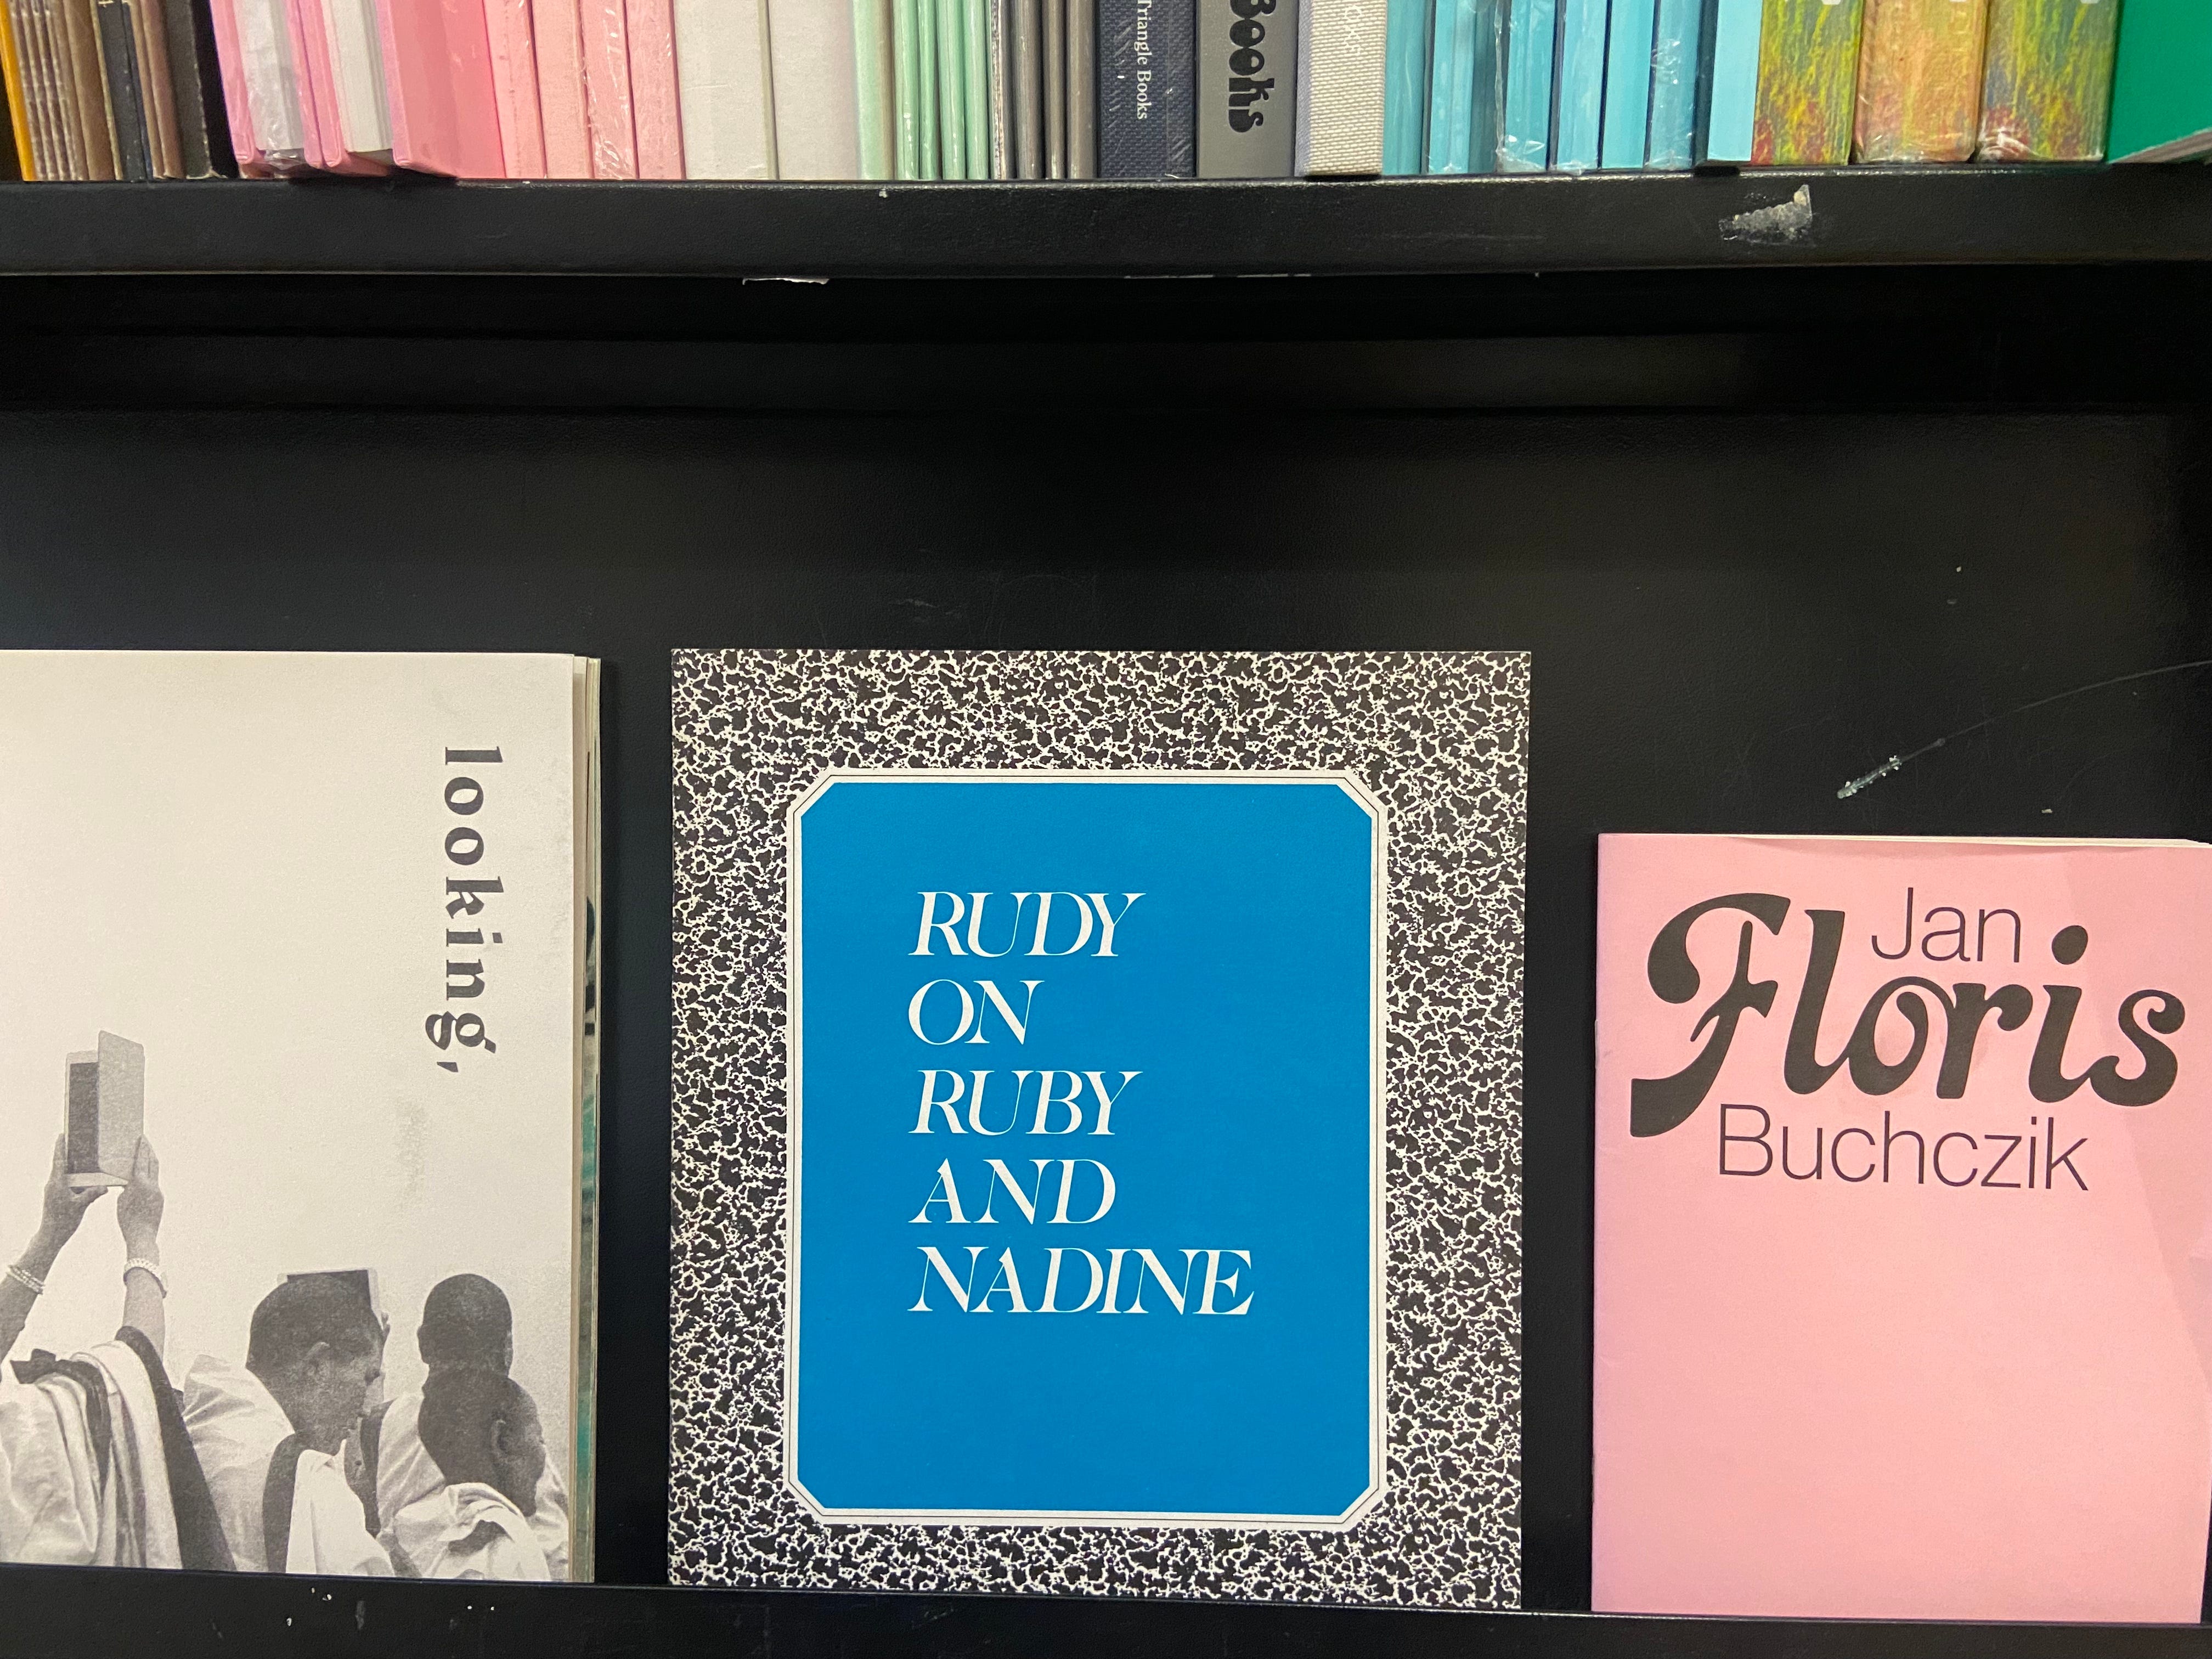 Triangle Books
Books
looking,
RUDY
ON
RUBY
AND
NADINE
Jan
Floris
Buchczik